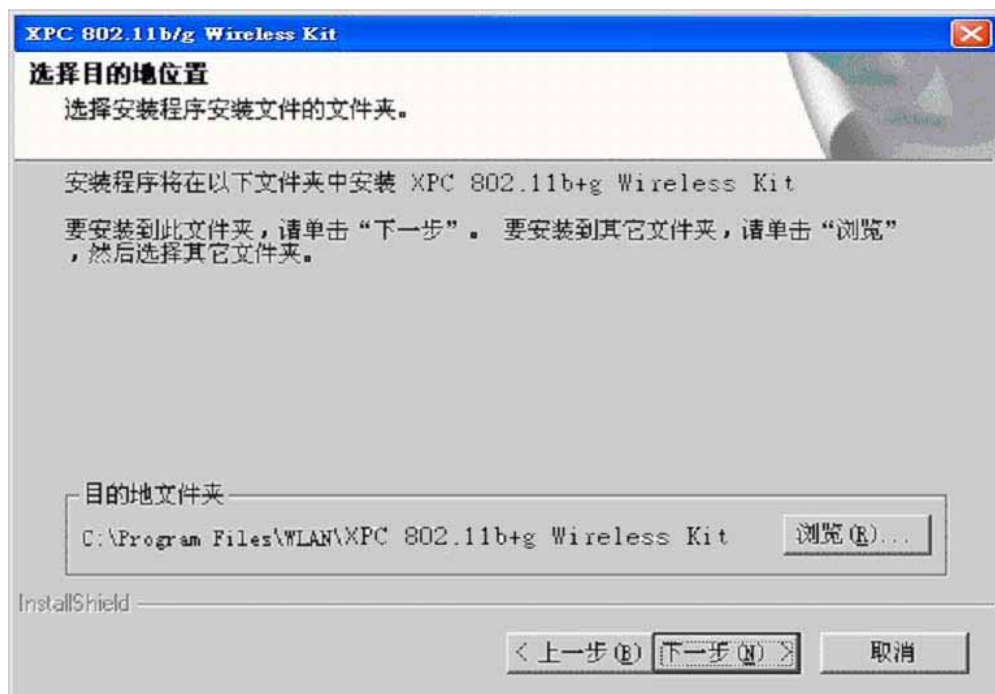 XPC 802.11b/g Wireless Kit
选择目的地位置
选择安装程序安装文件的文件夹。
安装程序将在以下文件夹中安装 XPC 802.11b+g Wireless Kit
要安装到此文件夹，请单击“下一步”。 要安装到其它文件夹，请单击“浏览”
，然后选择其它文件夹。
目的地文件夹
C:\Program Files\WLAN\XPC 802.11b+g Wireless Kit
浏览(R)...
InstallShield
< 上一步(B)
下一步(N) >
取消